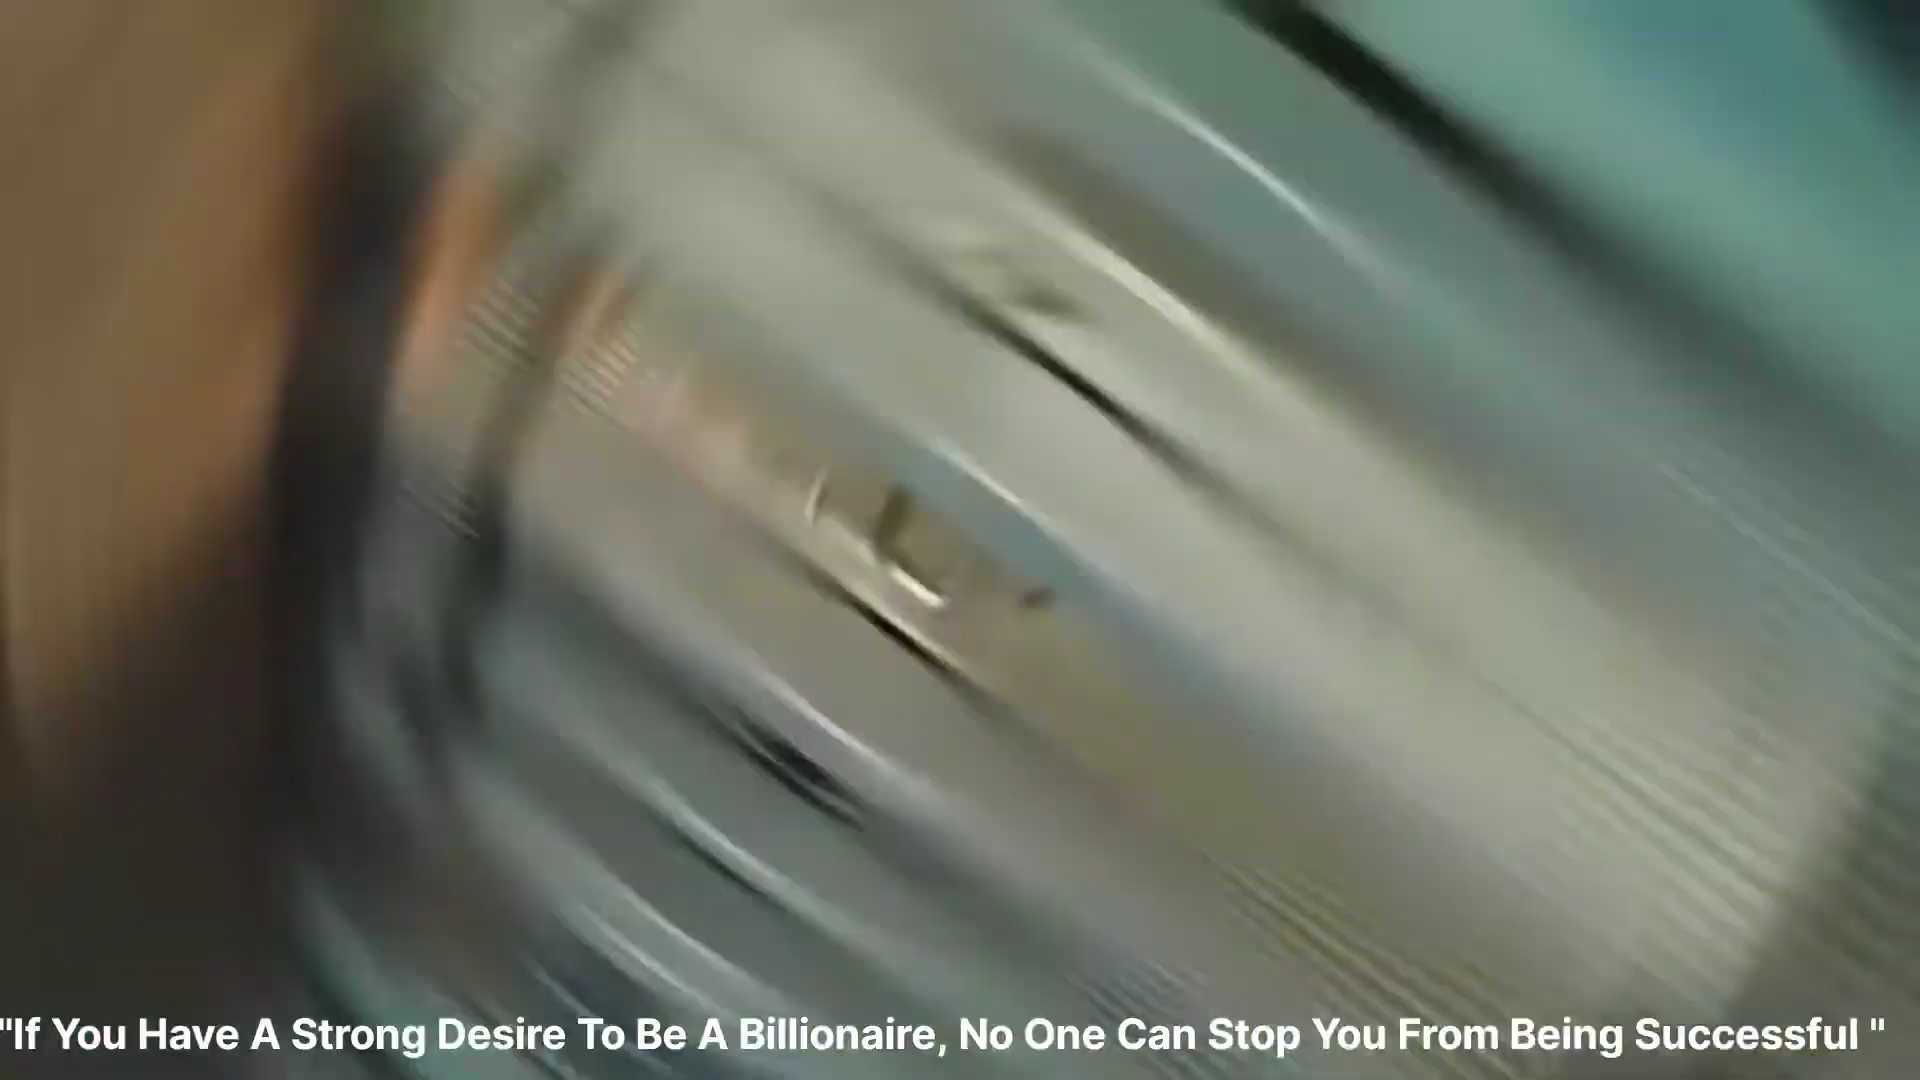 "If You Have A Strong Desire To Be A Billionaire, No One Can Stop You From Being Successful "